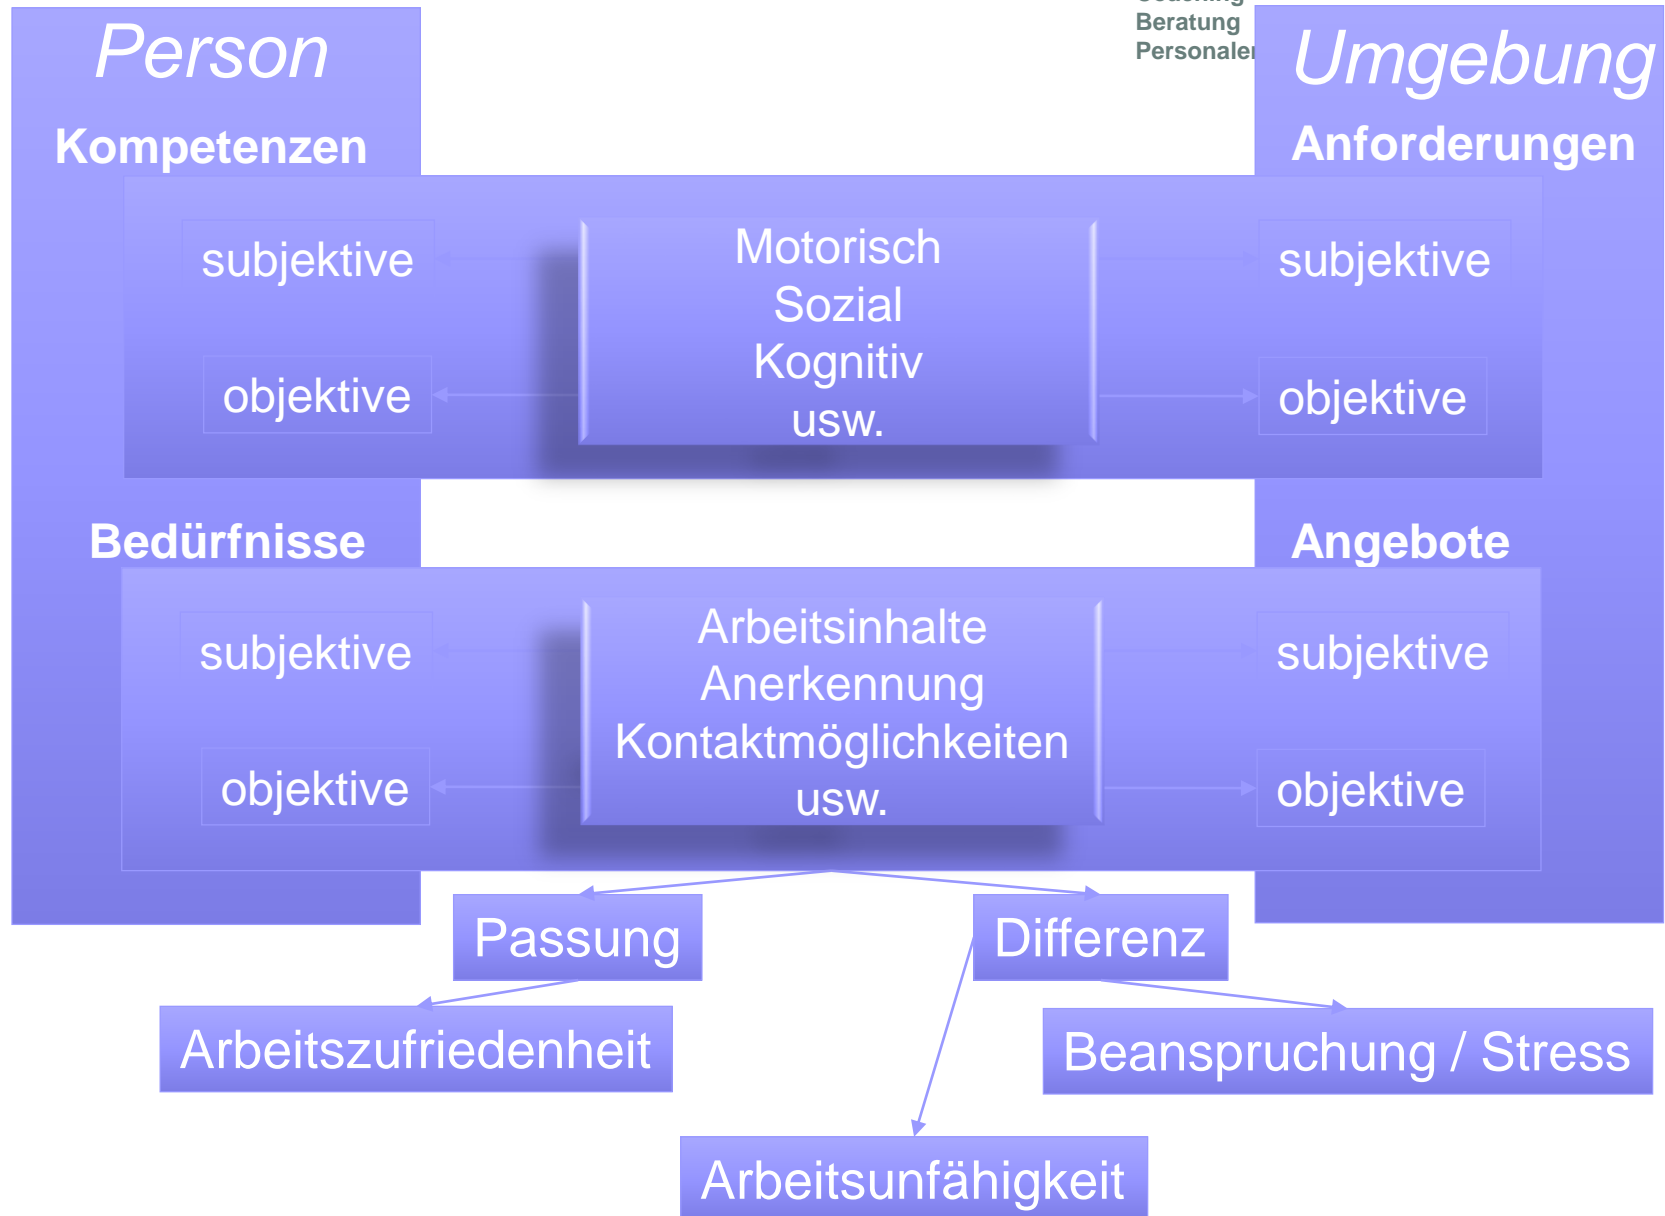 Beratung
Person
Umgebung
Kompetenzen
Anforderungen
subjektive
Motorisch
Sozial
Kognitiv
usw.
subjektive
objektive
objektive
Bedürfnisse
Angebote
subjektive
Arbeitsinhalte
Anerkennung
Kontaktmöglichkeiten
usw.
subjektive
objektive
objektive
Passung
Differenz
Arbeitszufriedenheit
Beanspruchung / Stress
Arbeitsunfähigkeit